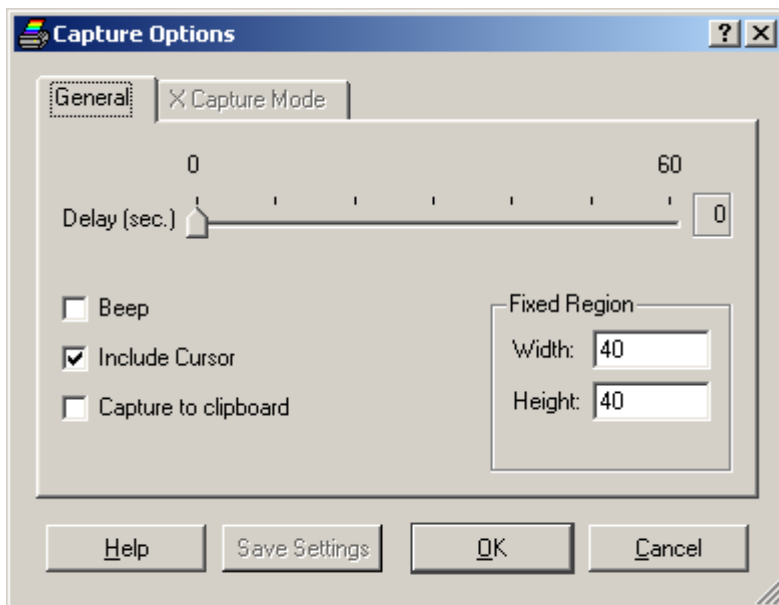 Capture Options
General
X Capture Mode
0 60
Delay (sec.) 0
Beep
Include Cursor
Capture to clipboard
Fixed Region
Width: 40
Height: 40
Help
Save Settings
OK
Cancel